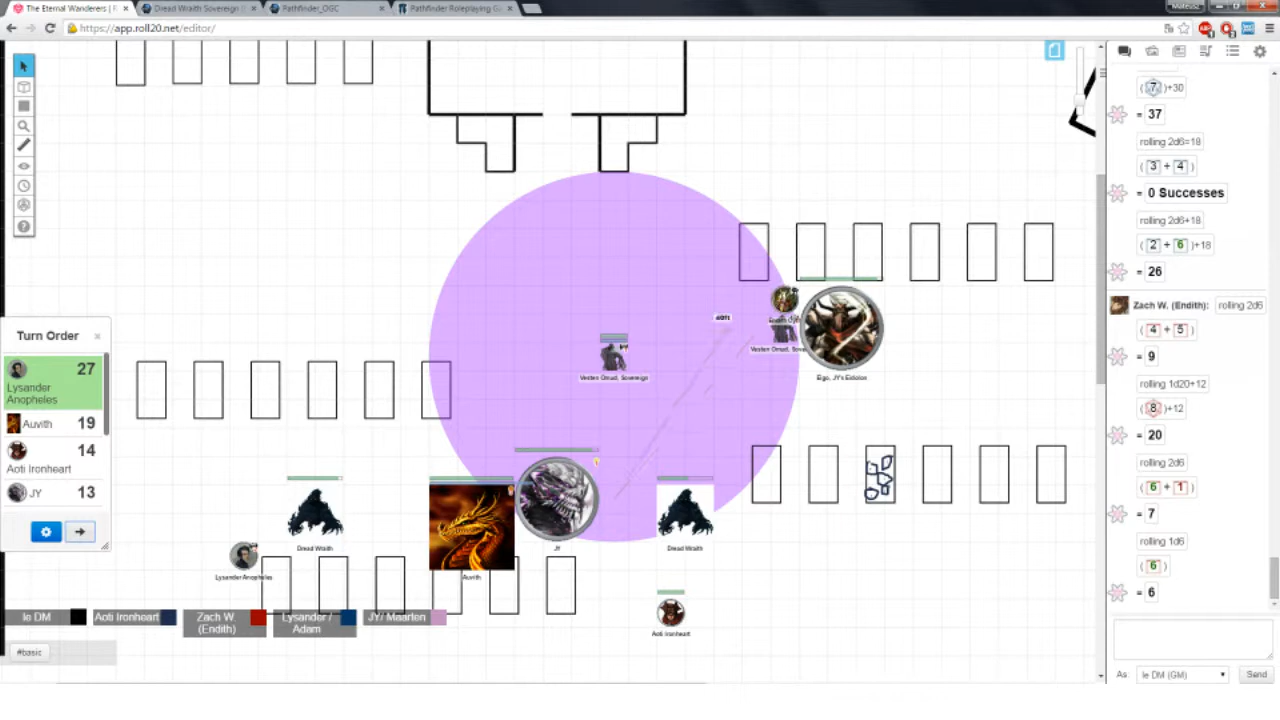 The Eternal Wanderers | R
Dread Wraith Sovereign //
Pathfinder_OGC
Pathfinder Roleplaying Ga
Mateusz
https://app.roll20.net/editor/
(7)+30
= 37
rolling 2d6=18
(3 + 4)
= 0 Successes
rolling 2d6+18
(2 + 6)+18
= 26
Zach W. (Endith): rolling 2d6
(4 + 5)
= 9
rolling 1d20+12
(8)+12
= 20
rolling 2d6
(6 + 1)
= 7
rolling 1d6
(6)
= 6
As: le DM (GM)
Send
Turn Order ×
Lysander Anopheles 27
Auvith 19
Aoti Ironheart 14
JY 13
Vesten Omud, Sovereign
Eigo, JY's Eidolon
Dread Wraith
JY
Dread Wraith
Lysander Anopheles
Auvith
Aoti Ironheart
le DM
Aoti Ironheart
Zach W. (Endith)
Lysander / Adam
JY/ Maarten
#basic